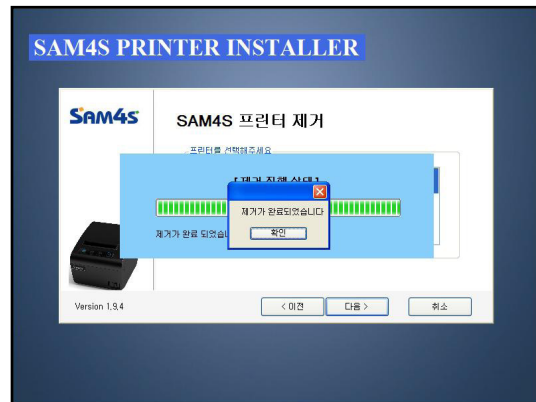 SAM4S PRINTER INSTALLER
SAM4S
SAM4S 프린터 제거
프린터를 선택해주세요
[제거 진행 상태]
제거가 완료되었습니다
제거가 완료 되었습니
확인
Version 1.9.4
< 이전
다음 >
취소